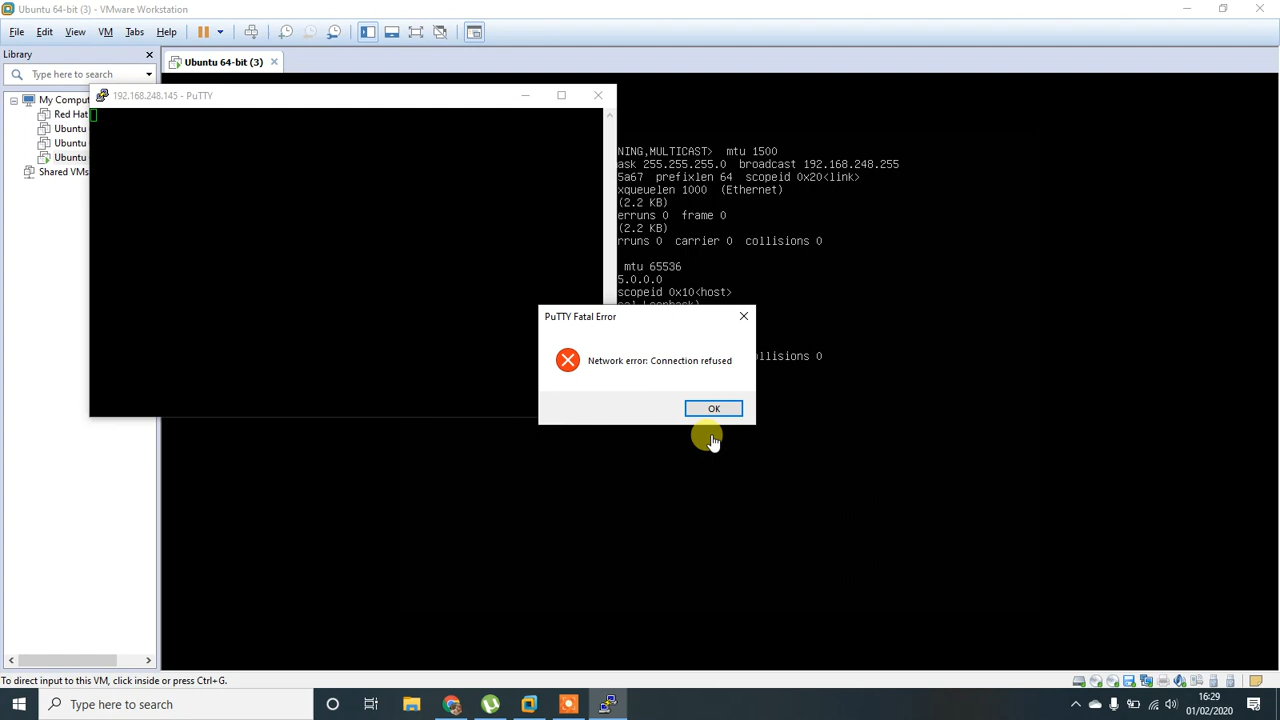 Ubuntu 64-bit (3) - VMware Workstation
File Edit View VM Tabs Help
Library
Type here to search
Ubuntu 64-bit (3)
My Comput
Red Hat
Ubuntu
Ubuntu
Ubuntu
Shared VMs
192.168.248.145 - PuTTY
NING,MULTICAST> mtu 1500
ask 255.255.255.0 broadcast 192.168.248.255
5a67 prefixlen 64 scopeid 0x20<link>
xqueuelen 1000 (Ethernet)
(2.2 KB)
erruns 0 frame 0
(2.2 KB)
rruns 0 carrier 0 collisions 0
mtu 65536
5.0.0.0
scopeid 0x10<host>
PuTTY Fatal Error
Network error: Connection refused
OK
ollisions 0
To direct input to this VM, click inside or press Ctrl+G.
Type here to search
16:29
01/02/2020